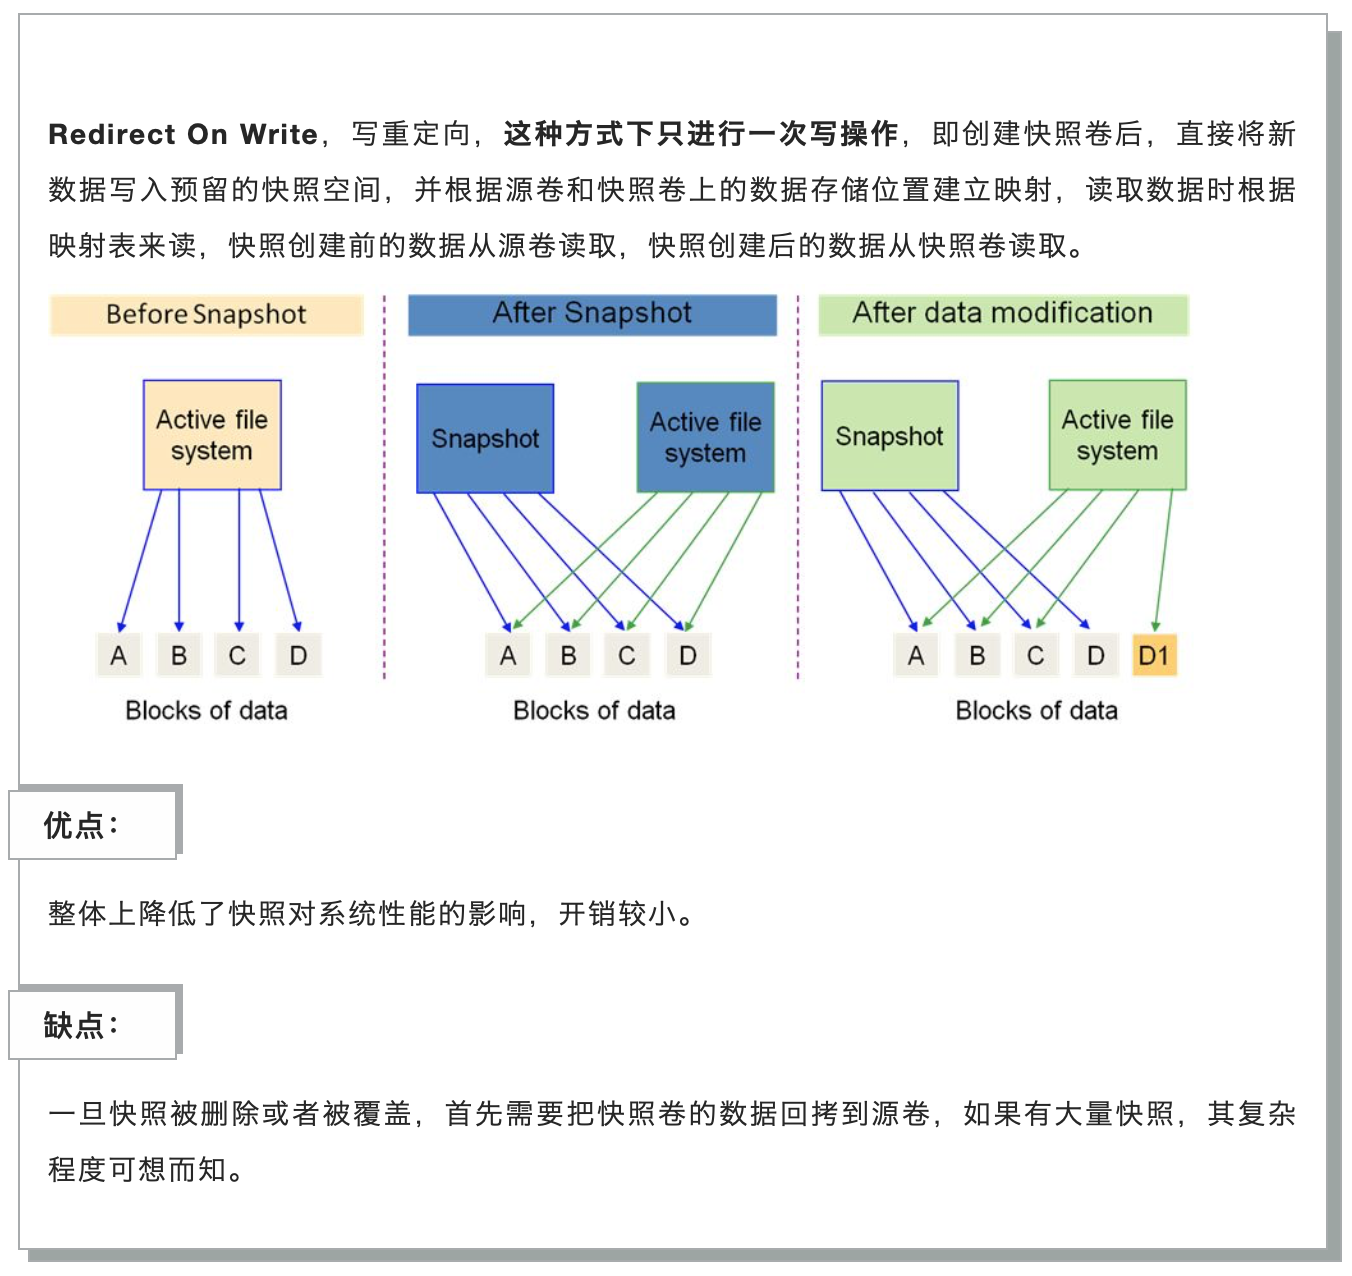 Redirect On Write，写重定向，这种方式下只进行一次写操作，即创建快照卷后，直接将新
数据写入预留的快照空间，并根据源卷和快照卷上的数据存储位置建立映射，读取数据时根据
映射表来读，快照创建前的数据从源卷读取，快照创建后的数据从快照卷读取。
Before Snapshot
After Snapshot
After data modification
Active file
system
Snapshot
Active file
system
Snapshot
Active file
system
A B C D
A B C D
A B C D D1
Blocks of data
Blocks of data
Blocks of data
优点：
整体上降低了快照对系统性能的影响，开销较小。
缺点：
一旦快照被删除或者被覆盖，首先需要把快照卷的数据回拷到源卷，如果有大量快照，其复杂
程度可想而知。